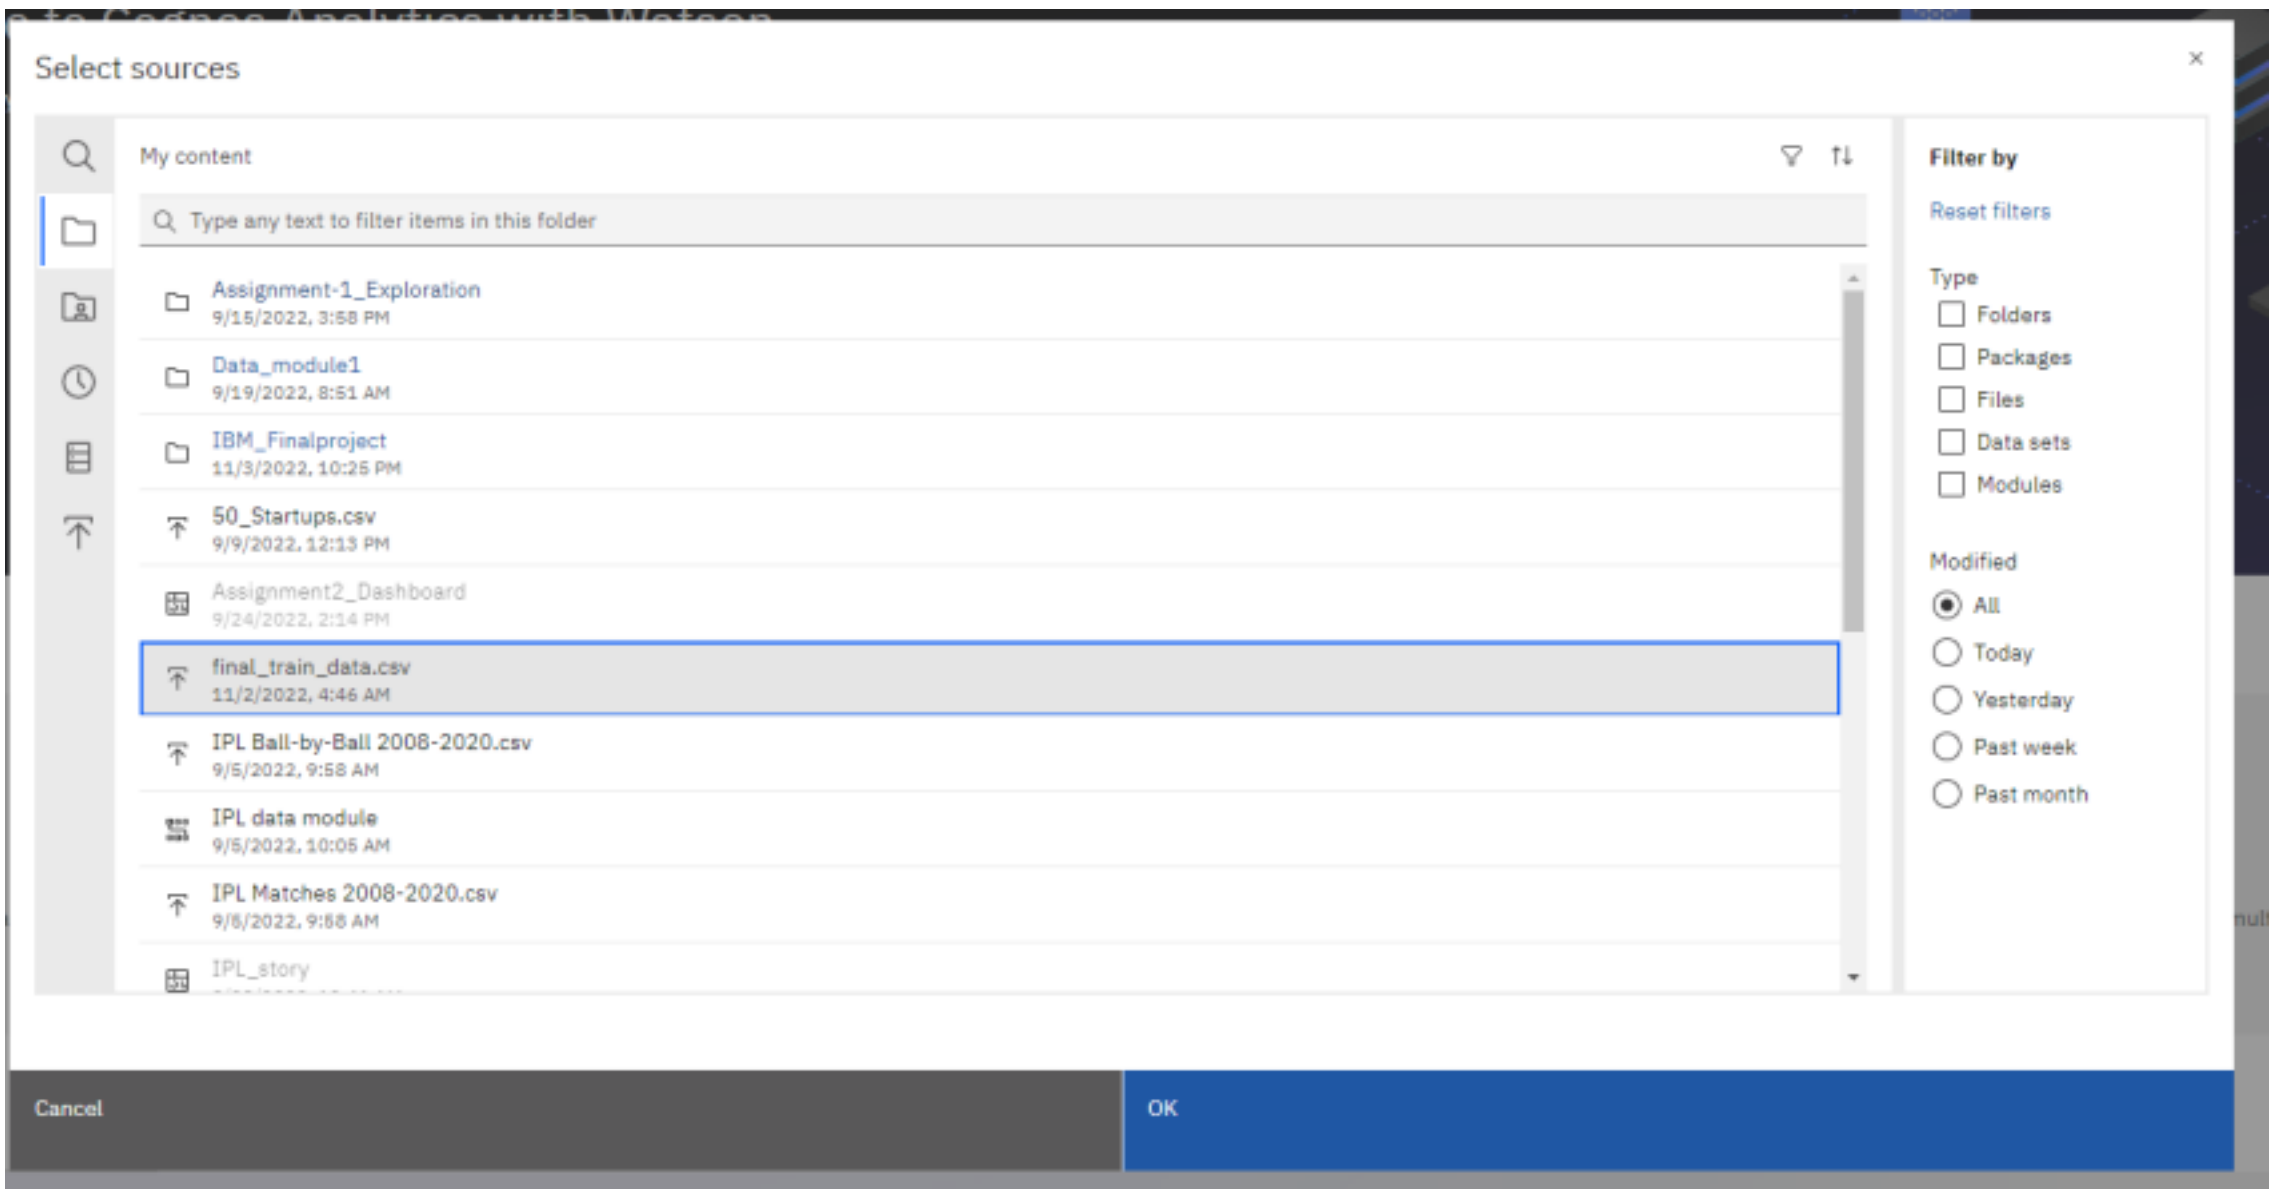 to Cognos Analytics with Watson
Select sources
My content
Type any text to filter items in this folder
Assignment-1_Exploration
9/15/2022, 3:58 PM
Data_module1
9/19/2022, 8:51 AM
IBM_Finalproject
11/3/2022, 10:25 PM
50_Startups.csv
9/9/2022, 12:13 PM
Assignment2_Dashboard
9/24/2022, 2:14 PM
final_train_data.csv
11/2/2022, 4:46 AM
IPL Ball-by-Ball 2008-2020.csv
9/5/2022, 9:58 AM
IPL data module
9/5/2022, 10:05 AM
IPL Matches 2008-2020.csv
9/5/2022, 9:58 AM
IPL_story
Filter by
Reset filters
Type
Folders
Packages
Files
Data sets
Modules
Modified
All
Today
Yesterday
Past week
Past month
Cancel
OK